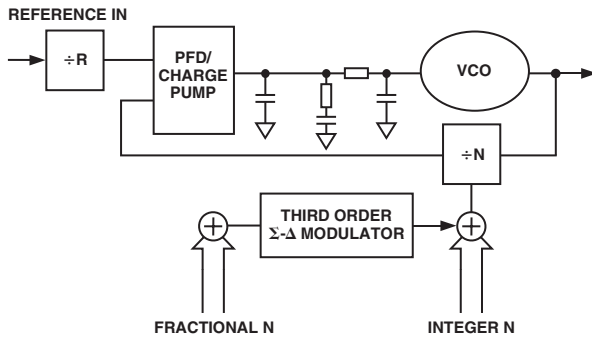 REFERENCE IN
÷R
PFD/
CHARGE
PUMP
VCO
÷N
THIRD ORDER
Σ-Δ MODULATOR
FRACTIONAL N
INTEGER N